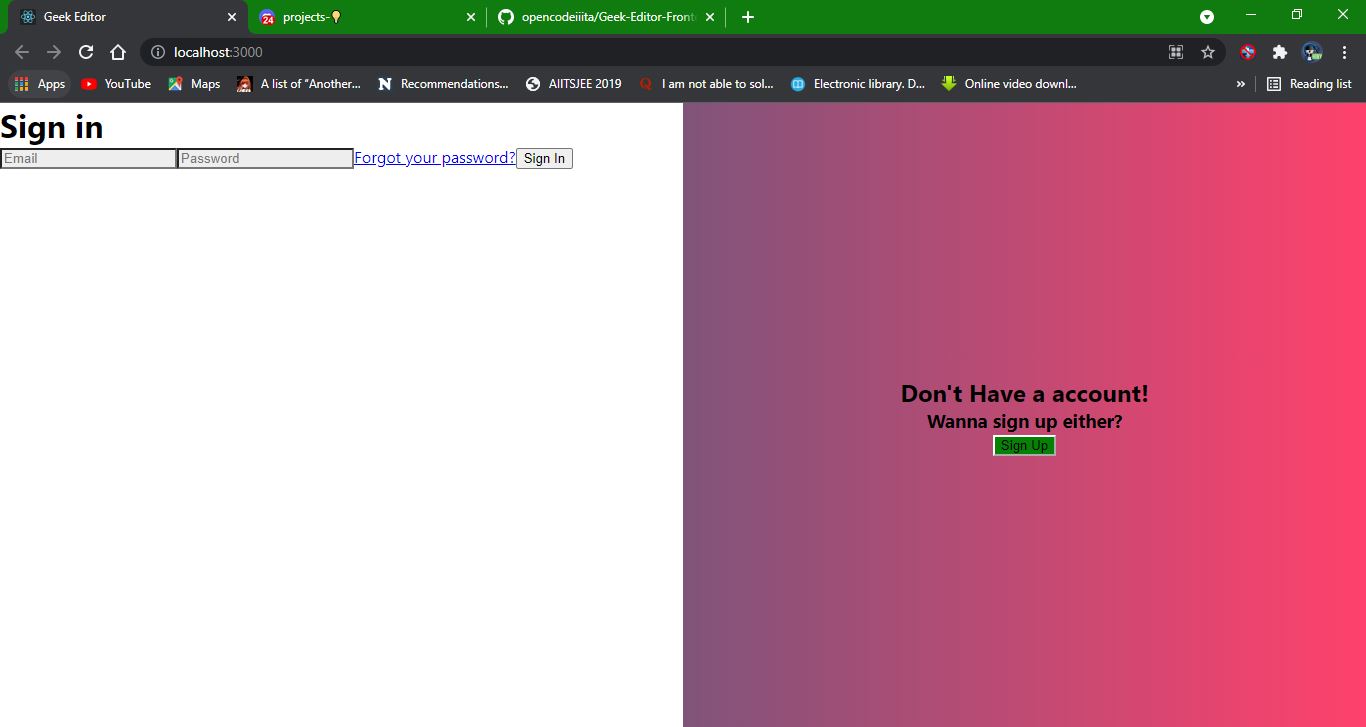 Geek Editor
24 projects-
opencodeiiita/Geek-Editor-Front
localhost:3000
Apps YouTube Maps A list of “Another... N Recommendations... AIITSJEE 2019 Q I am not able to sol... m Electronic library. D... Online video downl... » Reading list
Sign in
Email Password Forgot your password? Sign In
Don't Have a account!
Wanna sign up either?
Sign Up